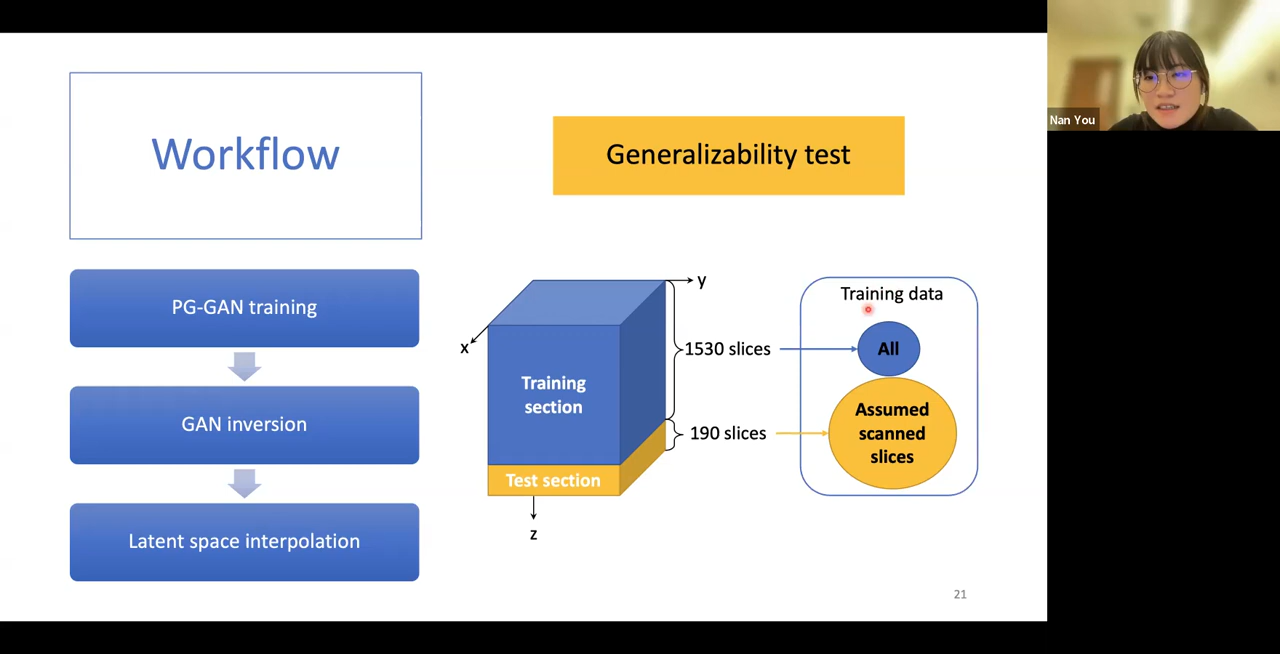 Workflow
Generalizability test
PG-GAN training
GAN inversion
Latent space interpolation
y
x
z
Training
section
Test section
1530 slices
190 slices
Training data
All
Assumed
scanned
slices
21
Nan You